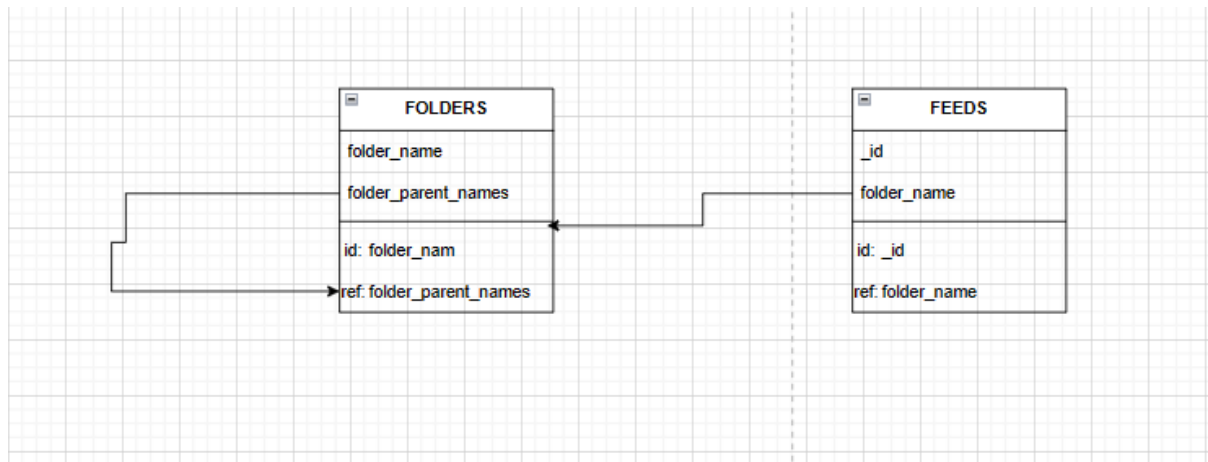 FOLDERS
folder_name
folder_parent_names
id: folder_nam
ref: folder_parent_names
FEEDS
_id
folder_name
id: _id
ref: folder_name